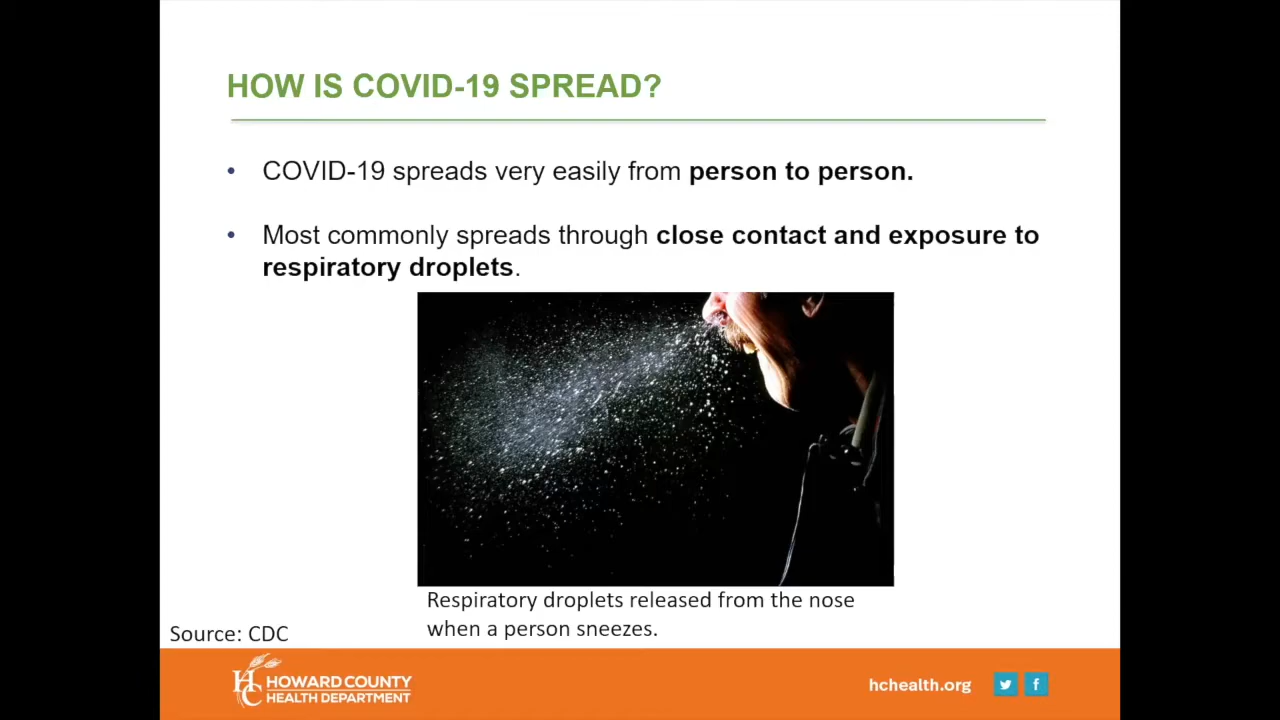 HOW IS COVID-19 SPREAD?
• COVID-19 spreads very easily from person to person.
• Most commonly spreads through close contact and exposure to
respiratory droplets.
Respiratory droplets released from the nose
when a person sneezes.
Source: CDC
HC HOWARD COUNTY
HEALTH DEPARTMENT
hchealth.org